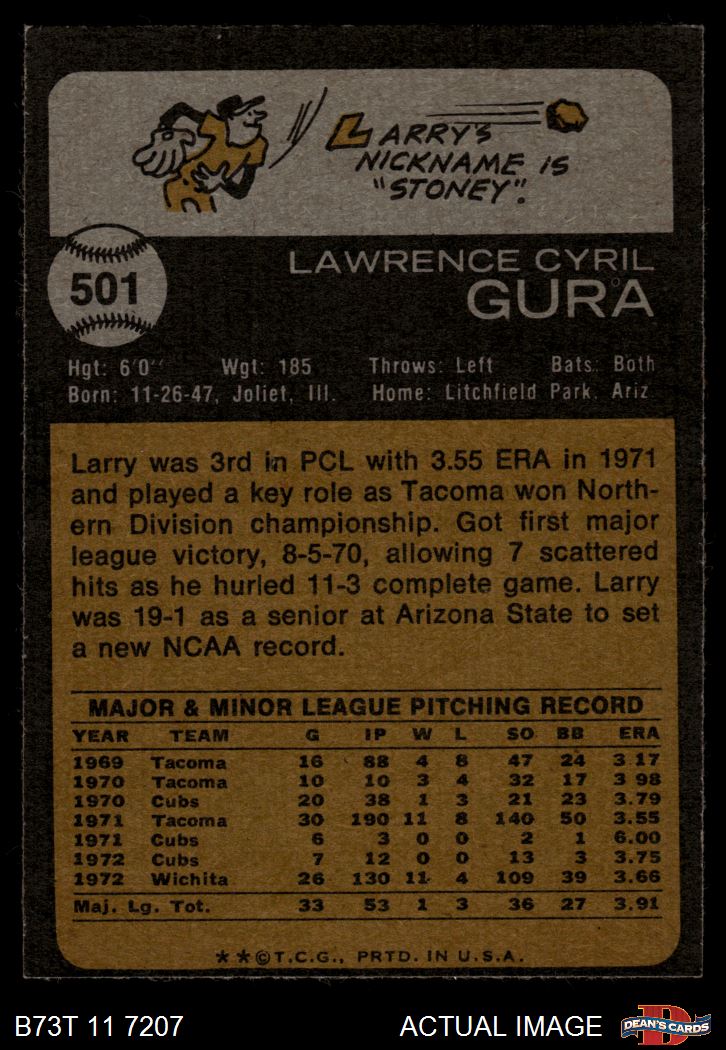 LARRY'S
NICKNAME IS
"STONEY".
501
LAWRENCE CYRIL
GURA
Hgt: 6'0'' Wgt: 185 Throws: Left Bats: Both
Born: 11-26-47, Joliet, Ill. Home: Litchfield Park, Ariz
Larry was 3rd in PCL with 3.55 ERA in 1971
and played a key role as Tacoma won North-
ern Division championship. Got first major
league victory, 8-5-70, allowing 7 scattered
hits as he hurled 11-3 complete game. Larry
was 19-1 as a senior at Arizona State to set
a new NCAA record.
MAJOR & MINOR LEAGUE PITCHING RECORD
YEAR TEAM G IP W L SO BB ERA
1969 Tacoma 16 88 4 8 47 24 3 17
1970 Tacoma 10 10 3 4 32 17 3 98
1970 Cubs 20 38 1 3 21 23 3.79
1971 Tacoma 30 190 11 8 140 50 3.55
1971 Cubs 6 3 0 0 2 1 6.00
1972 Cubs 7 12 0 0 13 3 3.75
1972 Wichita 26 130 11 4 109 39 3.66
Maj. Lg. Tot. 33 53 1 3 36 27 3.91
**©T.C.G., PRTD. IN U.S.A.
B73T 11 7207 ACTUAL IMAGE
D
DEAN'S CARDS